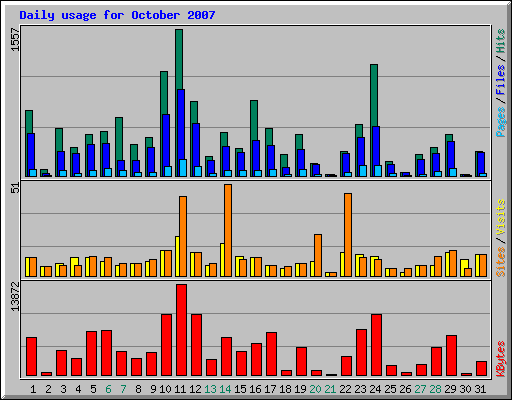 Daily usage for October 2007
1557
Pages / Files / Hits
51
Sites / Visits
13872
KBytes
1 2 3 4 5 6 7 8 9 10 11 12 13 14 15 16 17 18 19 20 21 22 23 24 25 26 27 28 29 30 31